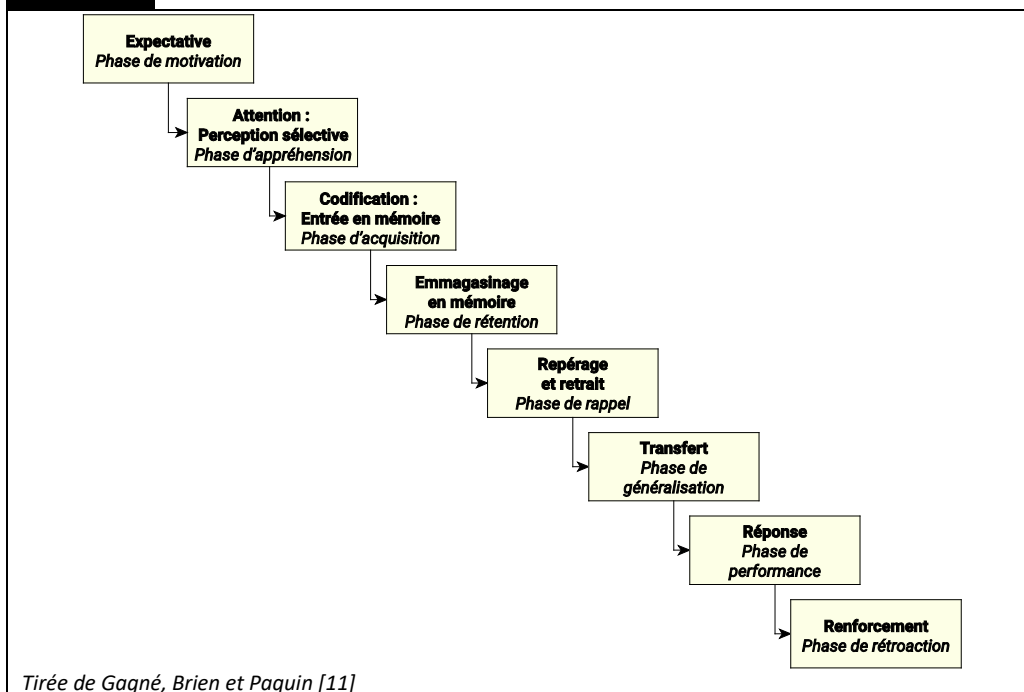 Expectative
Phase de motivation
Attention :
Perception sélective
Phase d'appréhension
Codification :
Entrée en mémoire
Phase d'acquisition
Emmagasinage
en mémoire
Phase de rétention
Repérage
et retrait
Phase de rappel
Transfert
Phase de
généralisation
Réponse
Phase de
performance
Renforcement
Phase de rétroaction
Tirée de Gagné, Brien et Paquin [11]